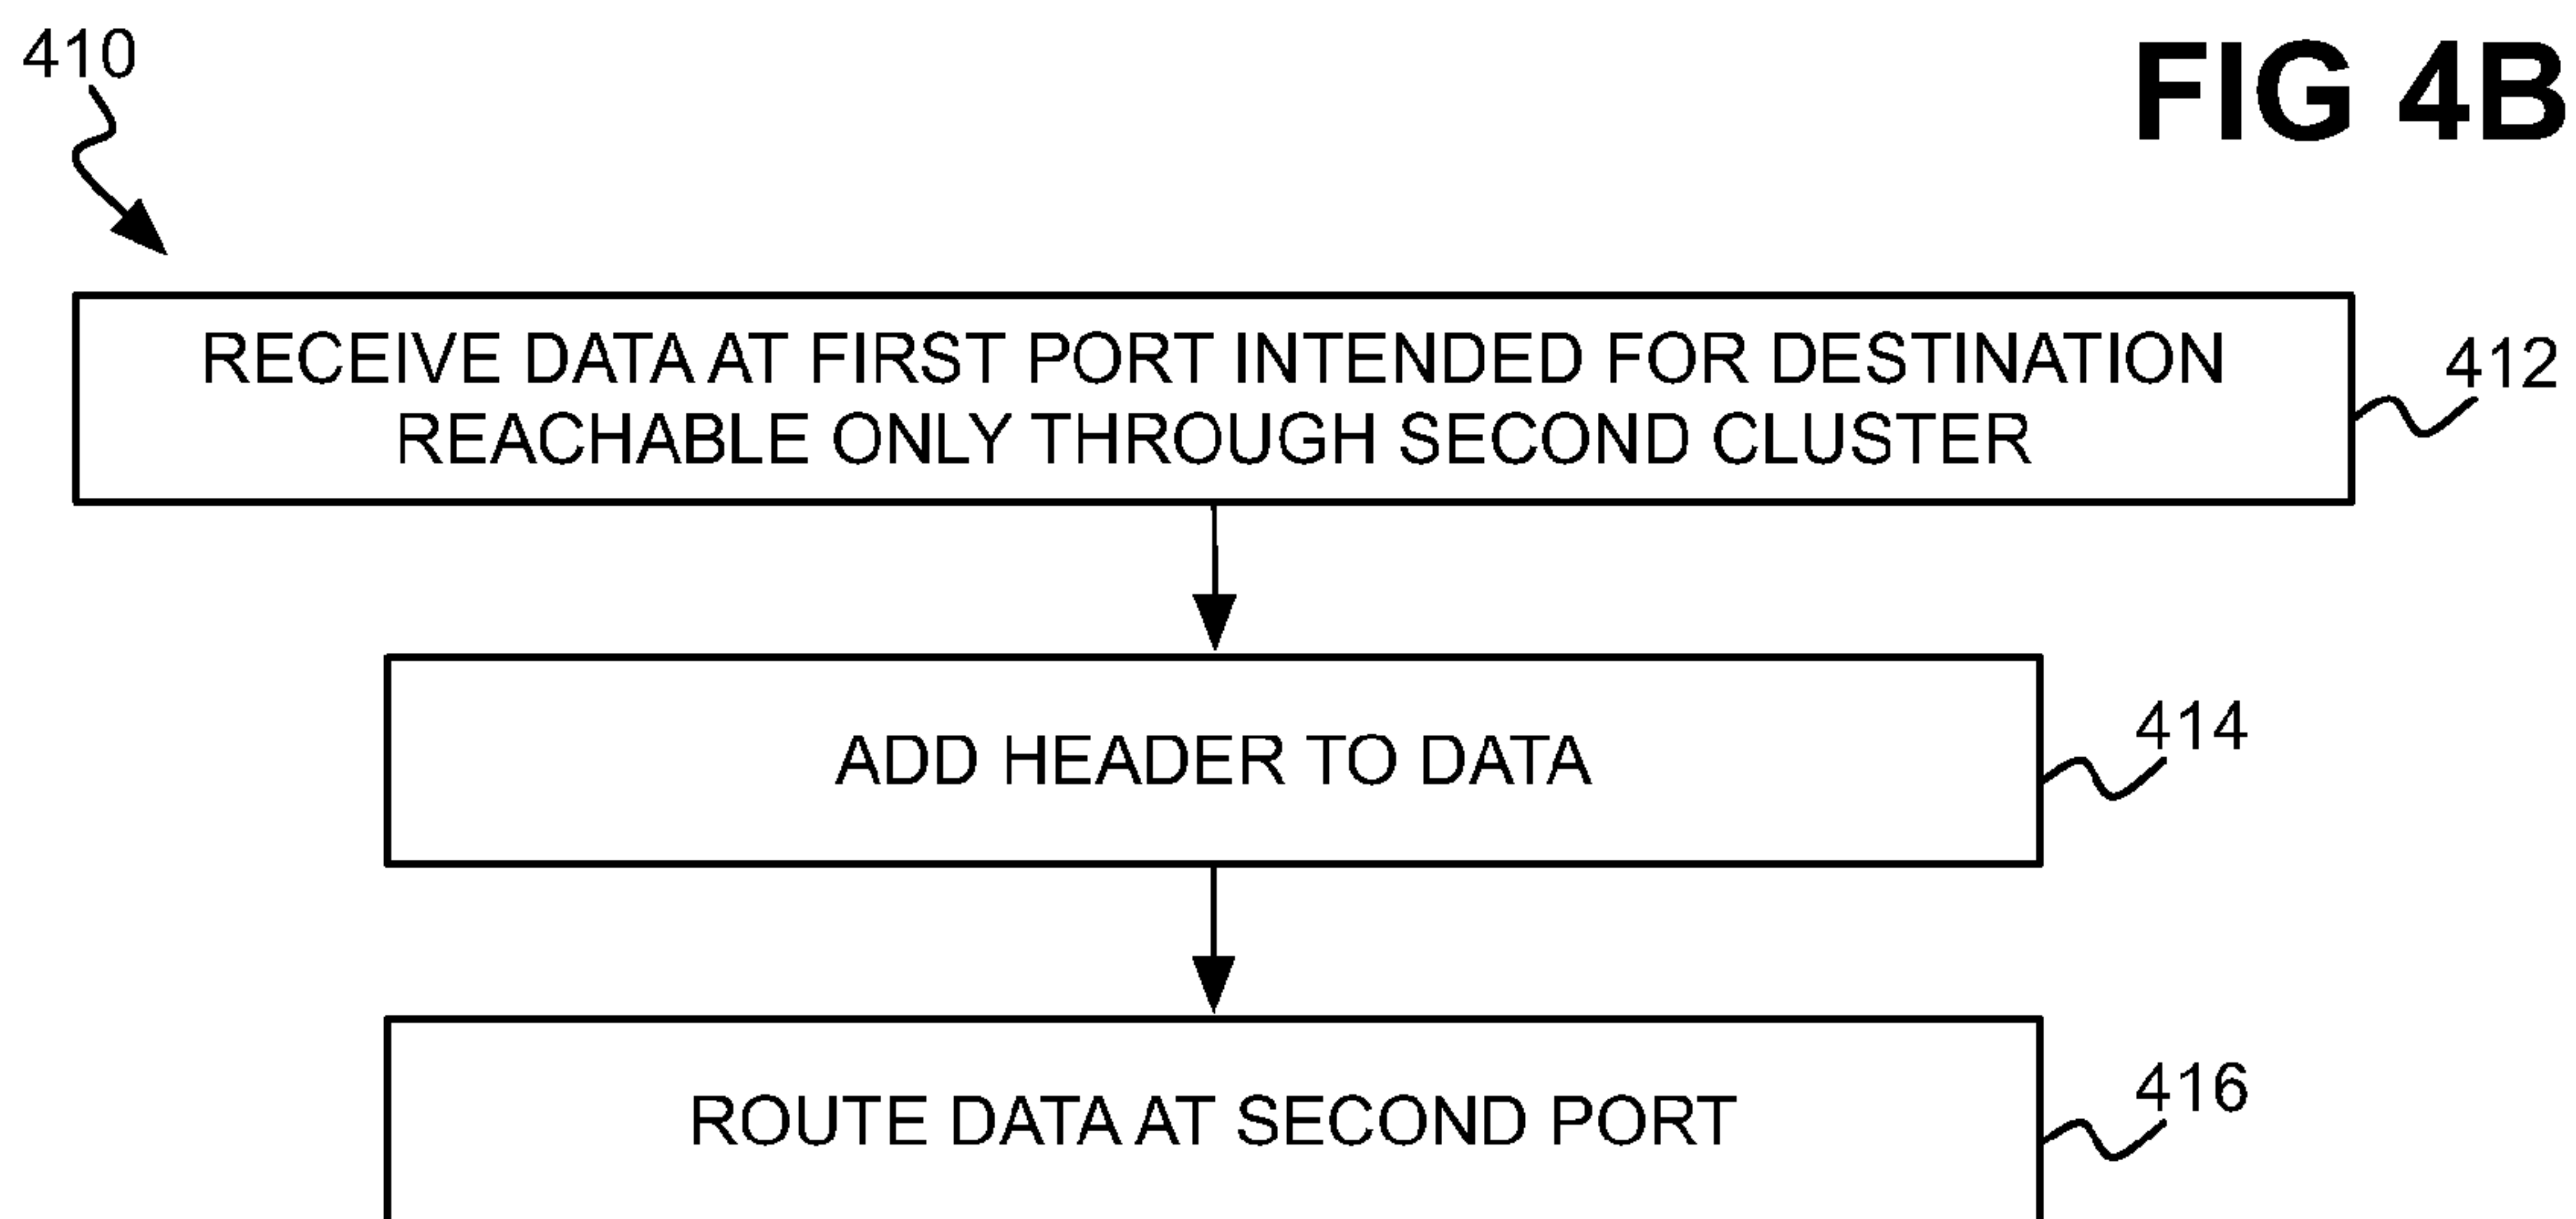 410
FIG 4B
RECEIVE DATA AT FIRST PORT INTENDED FOR DESTINATION
REACHABLE ONLY THROUGH SECOND CLUSTER
412
ADD HEADER TO DATA
414
ROUTE DATA AT SECOND PORT
416